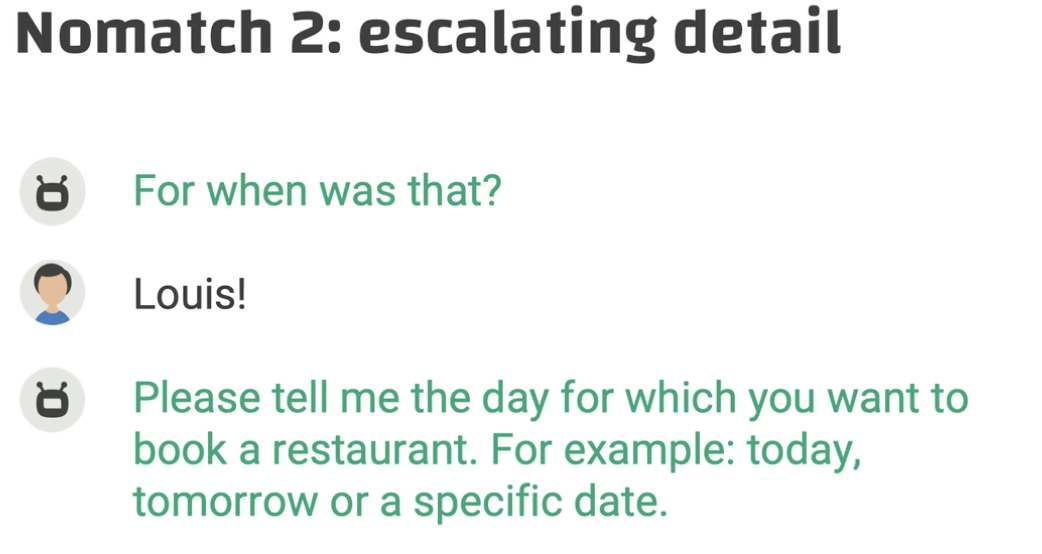 Nomatch 2: escalating detail
For when was that?
Louis!
Please tell me the day for which you want to
book a restaurant. For example: today,
tomorrow or a specific date.